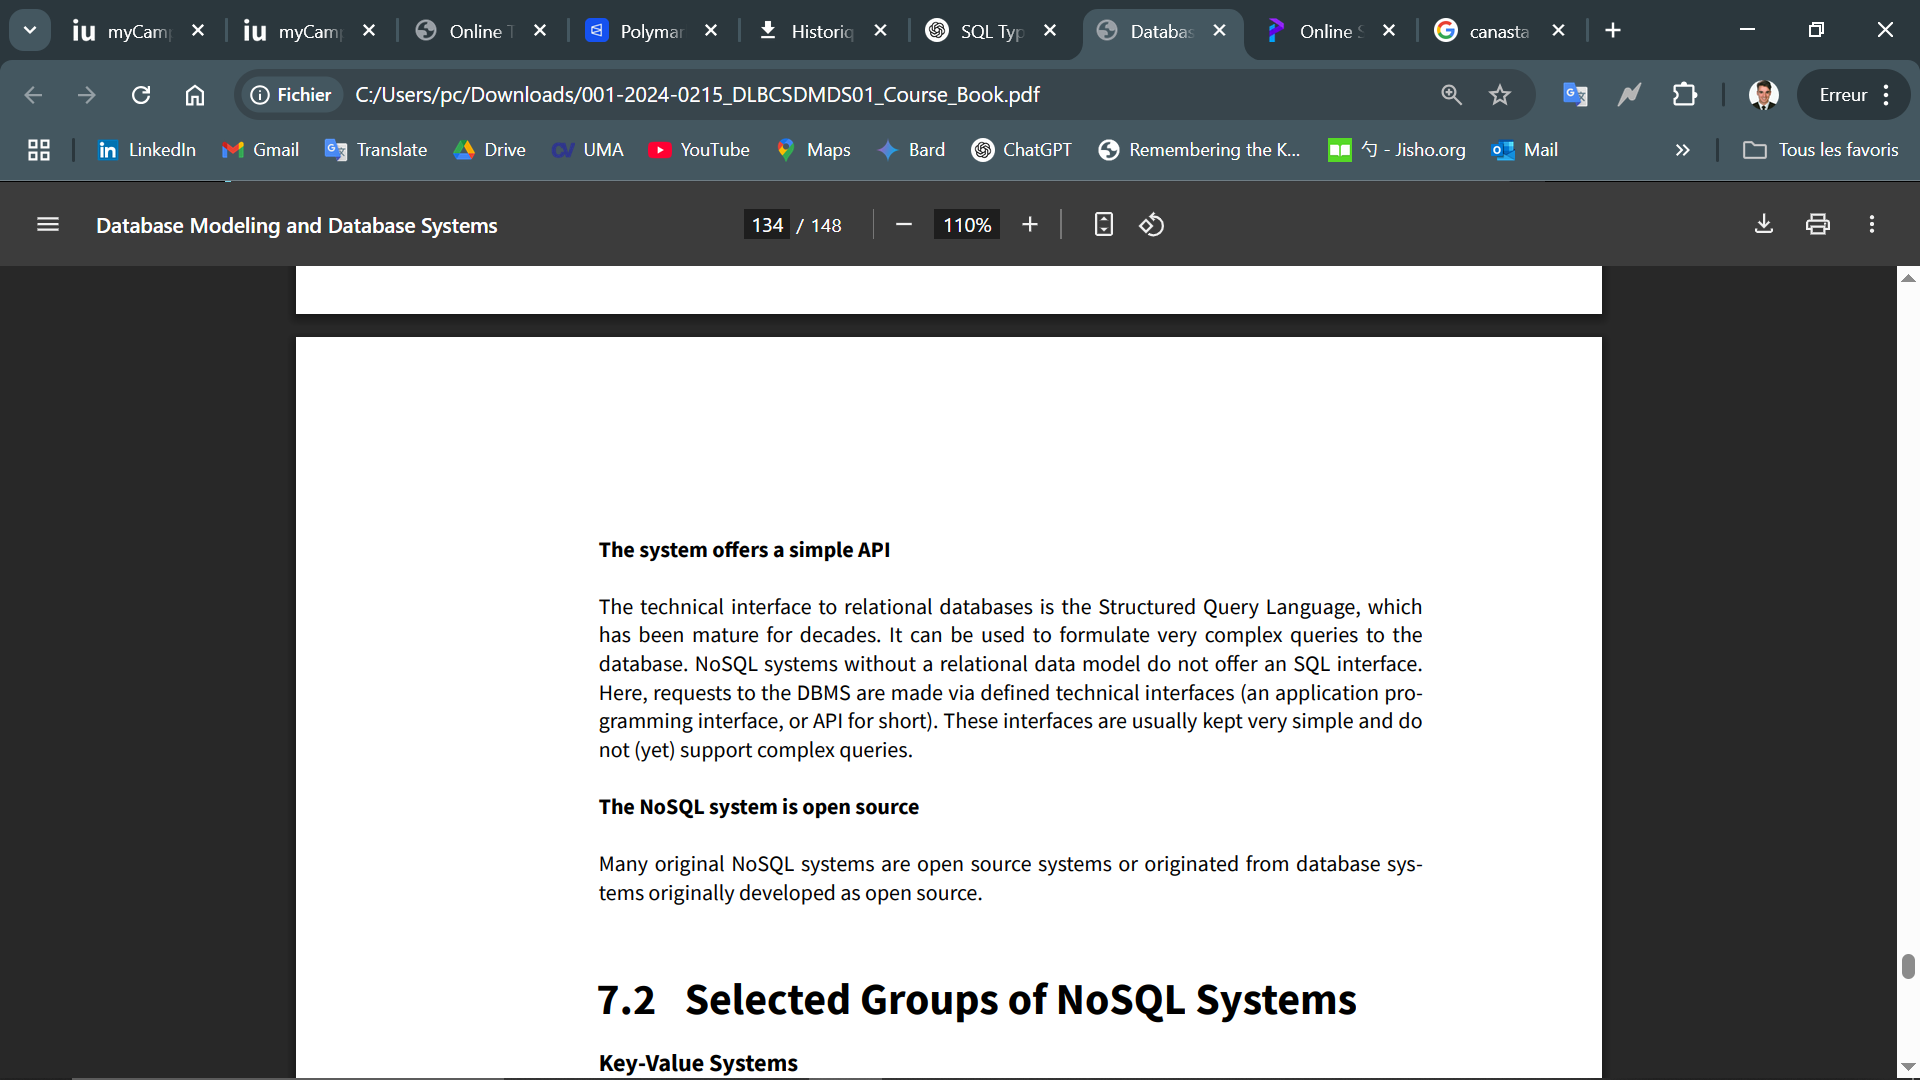 iu myCam
iu myCam
Online T
Polymar
Historiq
SQL Typ
Databas
Online S
canasta
Fichier
C:/Users/pc/Downloads/001-2024-0215_DLBCSDMDS01_Course_Book.pdf
Erreur
LinkedIn
Gmail
Translate
Drive
UMA
YouTube
Maps
Bard
ChatGPT
Remembering the K...
勺 - Jisho.org
Mail
»
Tous les favoris
Database Modeling and Database Systems
134 / 148
110%
The system offers a simple API
The technical interface to relational databases is the Structured Query Language, which
has been mature for decades. It can be used to formulate very complex queries to the
database. NoSQL systems without a relational data model do not offer an SQL interface.
Here, requests to the DBMS are made via defined technical interfaces (an application pro-
gramming interface, or API for short). These interfaces are usually kept very simple and do
not (yet) support complex queries.
The NoSQL system is open source
Many original NoSQL systems are open source systems or originated from database sys-
tems originally developed as open source.
7.2 Selected Groups of NoSQL Systems
Key-Value Systems